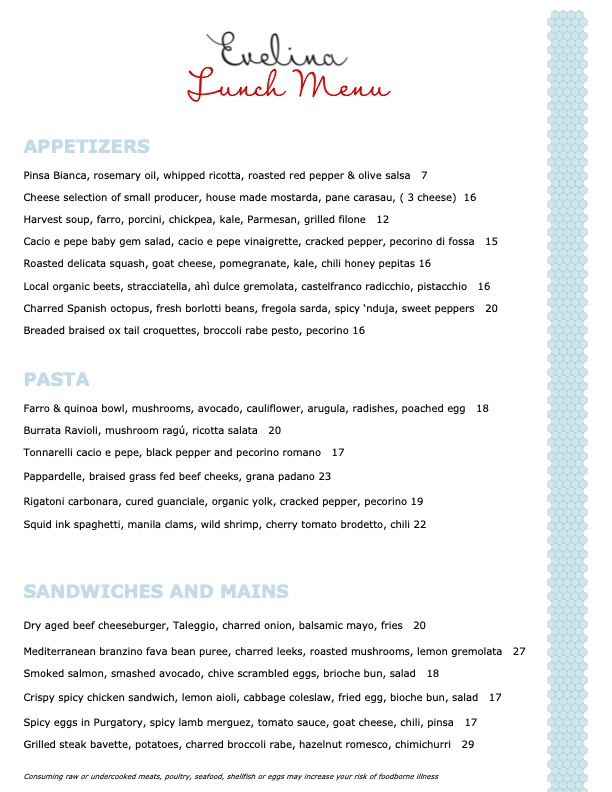 Evelina
Lunch Menu
APPETIZERS
Pinsa Bianca, rosemary oil, whipped ricotta, roasted red pepper & olive salsa 7
Cheese selection of small producer, house made mostarda, pane carasau, ( 3 cheese) 16
Harvest soup, farro, porcini, chickpea, kale, Parmesan, grilled filone 12
Cacio e pepe baby gem salad, cacio e pepe vinaigrette, cracked pepper, pecorino di fossa 15
Roasted delicata squash, goat cheese, pomegranate, kale, chili honey pepitas 16
Local organic beets, stracciatella, ahì dulce gremolata, castelfranco radicchio, pistacchio 16
Charred Spanish octopus, fresh borlotti beans, fregola sarda, spicy ‘nduja, sweet peppers 20
Breaded braised ox tail croquettes, broccoli rabe pesto, pecorino 16
PASTA
Farro & quinoa bowl, mushrooms, avocado, cauliflower, arugula, radishes, poached egg 18
Burrata Ravioli, mushroom ragú, ricotta salata 20
Tonnarelli cacio e pepe, black pepper and pecorino romano 17
Pappardelle, braised grass fed beef cheeks, grana padano 23
Rigatoni carbonara, cured guanciale, organic yolk, cracked pepper, pecorino 19
Squid ink spaghetti, manila clams, wild shrimp, cherry tomato brodetto, chili 22
SANDWICHES AND MAINS
Dry aged beef cheeseburger, Taleggio, charred onion, balsamic mayo, fries 20
Mediterranean branzino fava bean puree, charred leeks, roasted mushrooms, lemon gremolata 27
Smoked salmon, smashed avocado, chive scrambled eggs, brioche bun, salad 18
Crispy spicy chicken sandwich, lemon aioli, cabbage coleslaw, fried egg, bioche bun, salad 17
Spicy eggs in Purgatory, spicy lamb merguez, tomato sauce, goat cheese, chili, pinsa 17
Grilled steak bavette, potatoes, charred broccoli rabe, hazelnut romesco, chimichurri 29
Consuming raw or undercooked meats, poultry, seafood, shellfish or eggs may increase your risk of foodborne illness